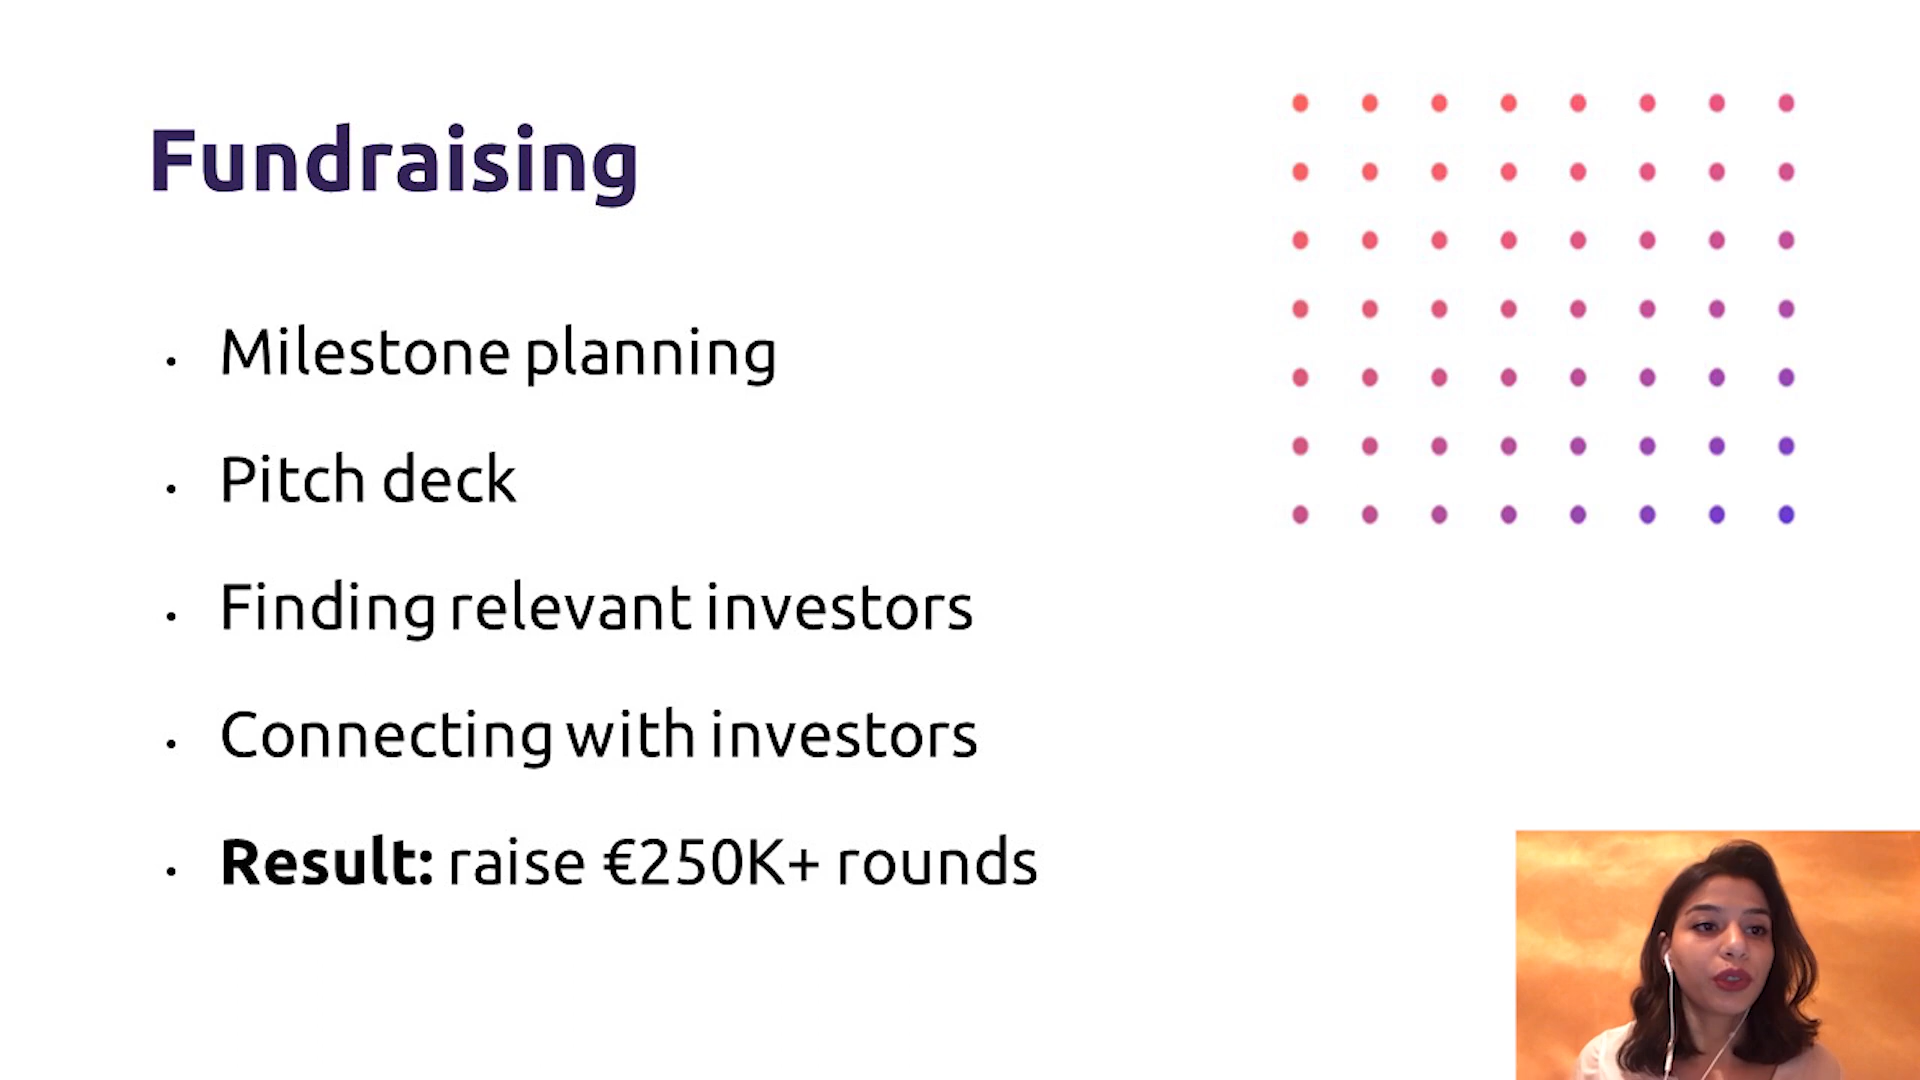 Fundraising
• Milestone planning
• Pitch deck
• Finding relevant investors
• Connecting with investors
• Result: raise €250K+ rounds